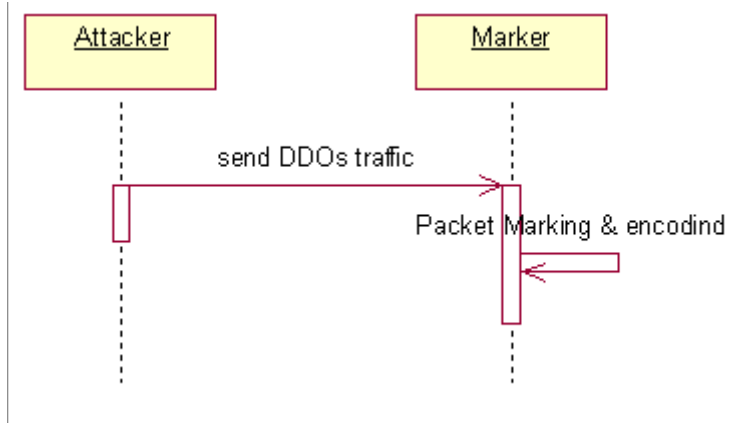 Attacker
Marker
send DDOs traffic
Packet Marking & encodind